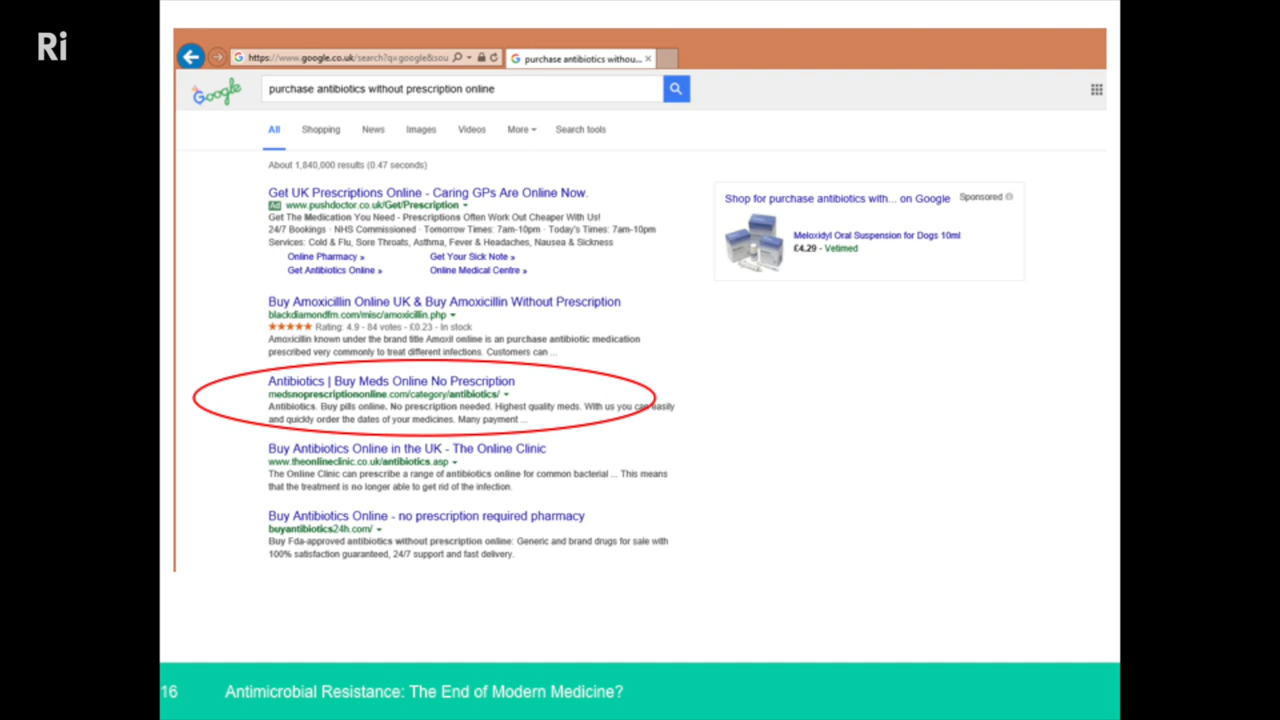 Ri
https://www.google.co.uk/search?q=google&sou
purchase antibiotics withou...
Google
purchase antibiotics without prescription online
All Shopping News Images Videos More Search tools
About 1,840,000 results (0.47 seconds)
Get UK Prescriptions Online - Caring GPs Are Online Now.
Ad www.pushdoctor.co.uk/Get/Prescription
Get The Medication You Need - Prescriptions Often Work Out Cheaper With Us!
24/7 Bookings · NHS Commissioned · Tomorrow Times: 7am-10pm · Today's Times: 7am-10pm
Services: Cold & Flu, Sore Throats, Asthma, Fever & Headaches, Nausea & Sickness
Online Pharmacy » Get Your Sick Note »
Get Antibiotics Online » Online Medical Centre »
Shop for purchase antibiotics with... on Google Sponsored
Meloxidyl Oral Suspension for Dogs 10ml
£4.29 - Vetimed
Buy Amoxicillin Online UK & Buy Amoxicillin Without Prescription
blackdiamondfm.com/misc/amoxicillin.php
Rating: 4.9 - 84 votes - £0.23 - In stock
Amoxicillin known under the brand title Amoxil online is an purchase antibiotic medication
prescribed very commonly to treat different infections. Customers can ...
Antibiotics | Buy Meds Online No Prescription
medsnoprescriptiononline.com/category/antibiotics/
Antibiotics. Buy pills online. No prescription needed. Highest quality meds. With us you can easily
and quickly order the dates of your medicines. Many payment ...
Buy Antibiotics Online in the UK - The Online Clinic
www.theonlineclinic.co.uk/antibiotics.asp
The Online Clinic can prescribe a range of antibiotics online for common bacterial ... This means
that the treatment is no longer able to get rid of the infection.
Buy Antibiotics Online - no prescription required pharmacy
buyantibiotics24h.com/
Buy Fda-approved antibiotics without prescription online: Generic and brand drugs for sale with
100% satisfaction guaranteed, 24/7 support and fast delivery.
16 Antimicrobial Resistance: The End of Modern Medicine?